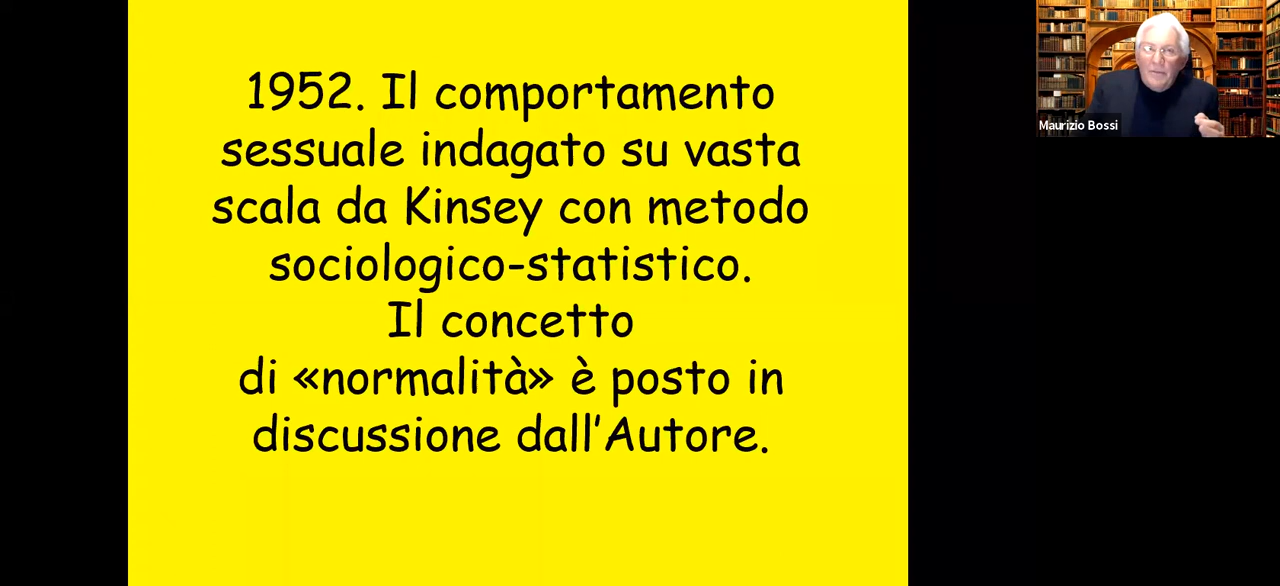 1952. Il comportamento
sessuale indagato su vasta
scala da Kinsey con metodo
sociologico-statistico.
Il concetto
di «normalità» è posto in
discussione dall’Autore.
Maurizio Bossi